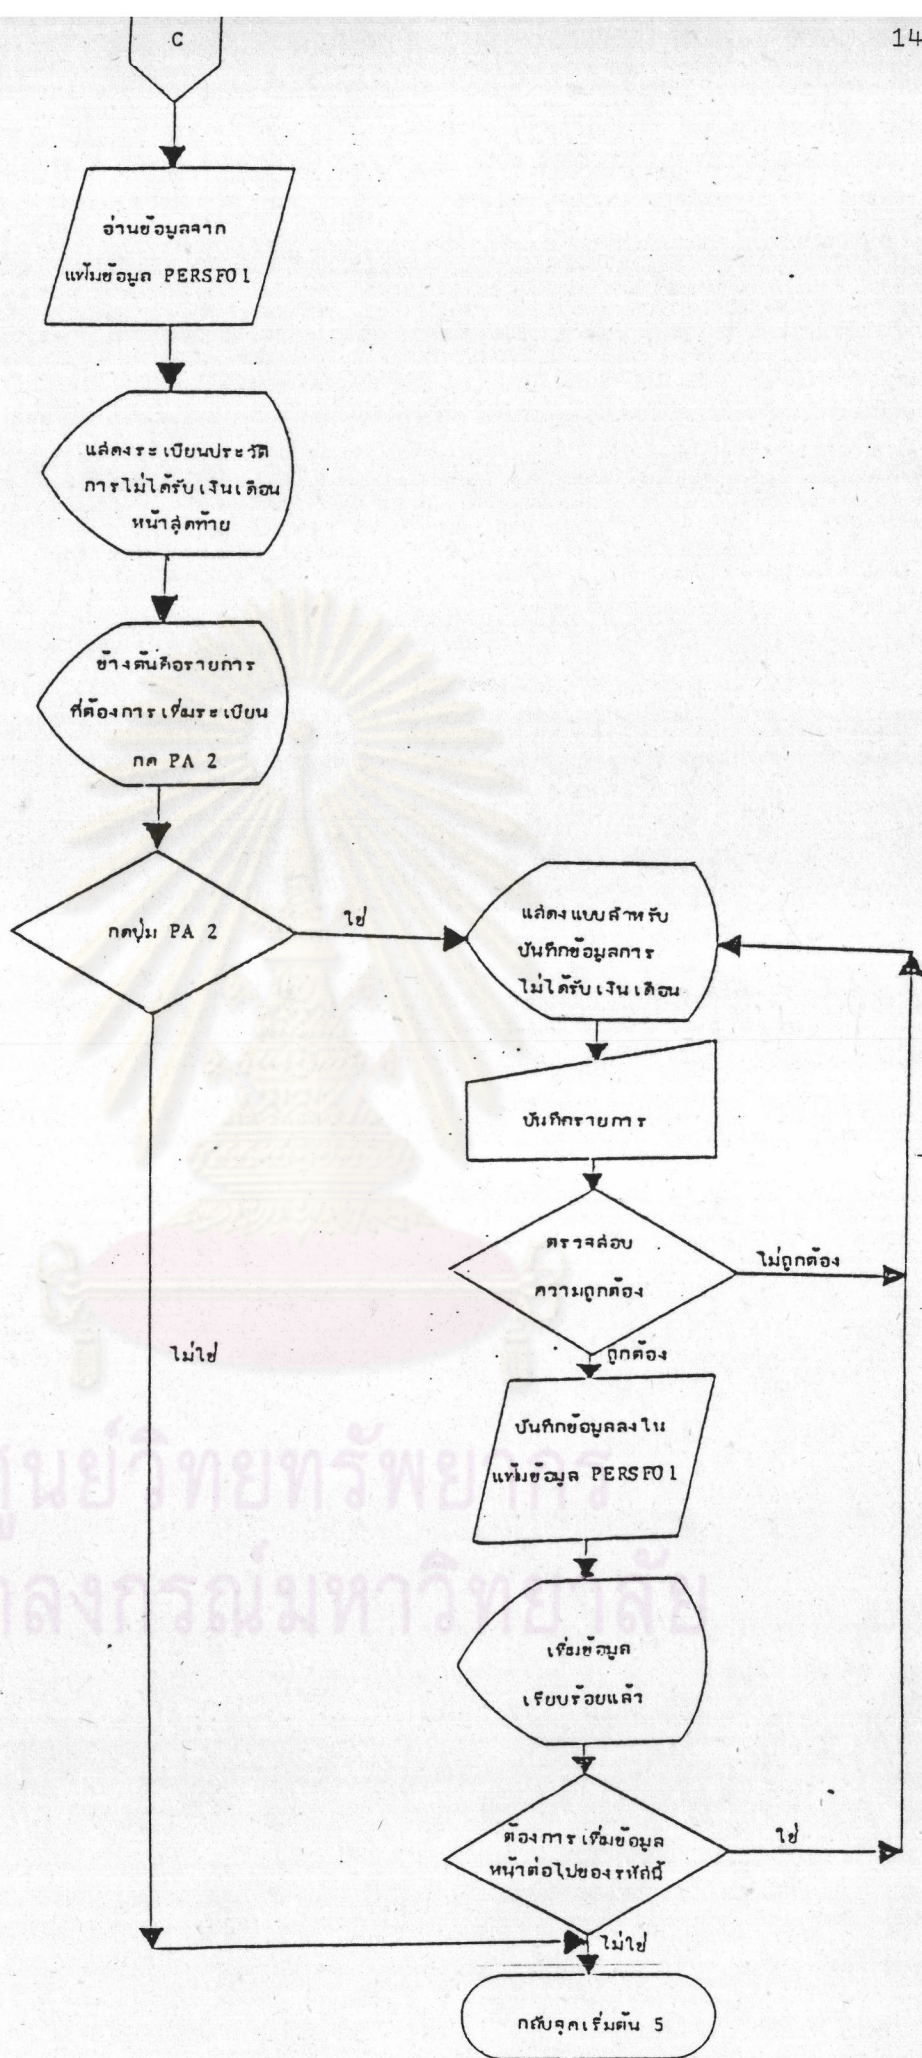 14
C
อ่านข้อมูลจาก
แฟ้มข้อมูล PERSF01
แสดงระเบียนประวัติ
การไม่ได้รับเงินเดือน
หน้าสุดท้าย
ข้างต้นคือรายการ
ที่ต้องการเพิ่มระเบียน
กด PA 2
กดปุ่ม PA 2
ใช่
แสดงแบบสำหรับ
บันทึกข้อมูลการ
ไม่ได้รับเงินเดือน
บันทึกรายการ
ตรวจสอบ
ความถูกต้อง
ไม่ถูกต้อง
ไม่ใช่
ถูกต้อง
บันทึกข้อมูลลงใน
แฟ้มข้อมูล PERSF01
เพิ่มข้อมูล
เรียบร้อยแล้ว
ต้องการเพิ่มข้อมูล
หน้าต่อไปของรหัสนี้
ใช่
ไม่ใช่
กลับจุดเริ่มต้น 5
ศูนย์วิทยทรัพยากร